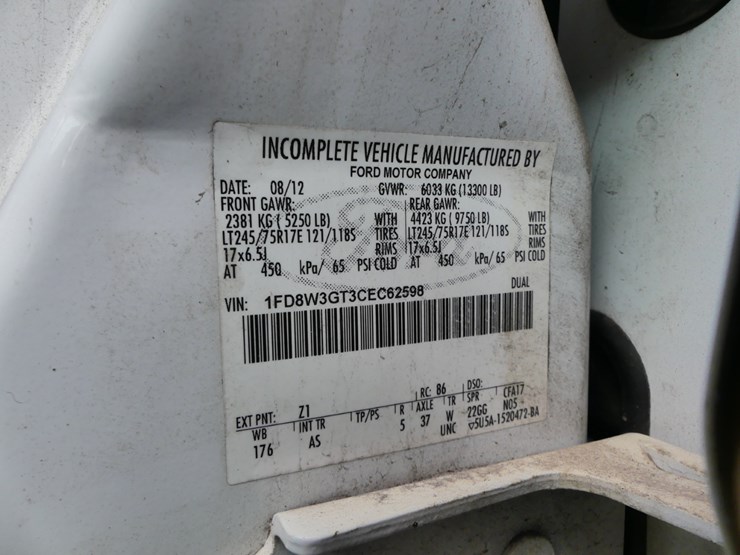 INCOMPLETE VEHICLE MANUFACTURED BY
FORD MOTOR COMPANY
DATE: 08/12 GVWR: 6033 KG (13300 LB)
FRONT GAWR: REAR GAWR:
2381 KG ( 5250 LB) WITH 4423 KG ( 9750 LB) WITH
LT245/75R17E 121/118S TIRES LT245/75R17E 121/118S TIRES
17x6.5J RIMS 17x6.5J RIMS
AT 450 kPa/ 65 PSI COLD AT 450 kPa/ 65 PSI COLD
VIN: 1FD8W3GT3CEC62598 DUAL
EXT PNT: Z1 RC: 86 DSO:
WB INT TR TP/PS R AXLE TR SPR CFA17
176 AS 5 37 W 22GG N05
UNC ▽5U5A-1520472-BA